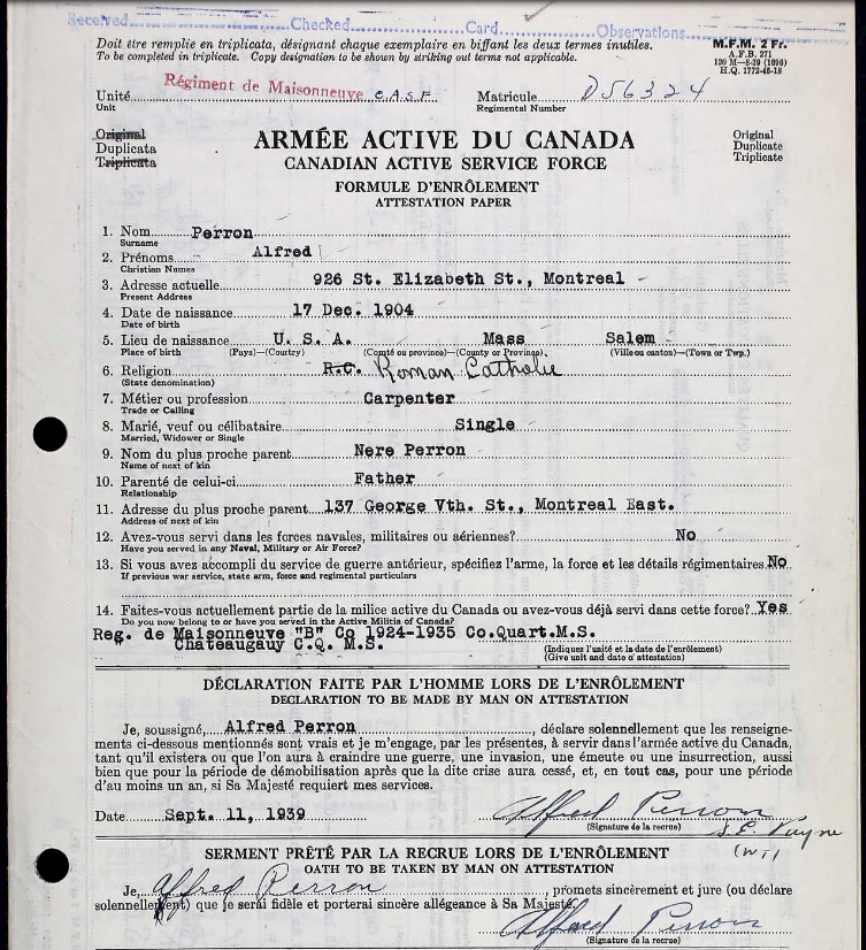 Received Checked Card Observations
Doit être remplie en triplicata, désignant chaque exemplaire en biffant les deux termes inutiles.
To be completed in triplicate. Copy designation to be shown by striking out terms not applicable.
M.F.M. 2 Fr.
A.F.B. 271
120 M—8-39 (1696)
H.Q. 1772-45-18
Unité Régiment de Maisonneuve C.A.S.F. Matricule D56324
Unit Regimental Number
Original
Duplicata
Triplicata
ARMÉE ACTIVE DU CANADA
CANADIAN ACTIVE SERVICE FORCE
FORMULE D'ENRÔLEMENT
ATTESTATION PAPER
Original
Duplicate
Triplicate
1. Nom Perron
Surname
2. Prénoms Alfred
Christian Names
3. Adresse actuelle 926 St. Elizabeth St., Montreal
Present Address
4. Date de naissance 17 Dec. 1904
Date of birth
5. Lieu de naissance U. S. A. Mass Salem
Place of birth (Pays)—(Country) (Comté ou province)—(County or Province) (Ville ou canton)—(Town or Twp.)
6. Religion R.C. Roman Catholic
(State denomination)
7. Métier ou profession Carpenter
Trade or Calling
8. Marié, veuf ou célibataire Single
Married, Widower or Single
9. Nom du plus proche parent Nere Perron
Name of next of kin
10. Parenté de celui-ci Father
Relationship
11. Adresse du plus proche parent 137 George Vth. St., Montreal East.
Address of next of kin
12. Avez-vous servi dans les forces navales, militaires ou aériennes? No
Have you served in any Naval, Military or Air Force?
13. Si vous avez accompli du service de guerre antérieur, spécifiez l'arme, la force et les détails régimentaires. No
If previous war service, state arm, force and regimental particulars
14. Faites-vous actuellement partie de la milice active du Canada ou avez-vous déjà servi dans cette force? Yes
Do you now belong to or have you served in the Active Militia of Canada?
Reg. de Maisonneuve "B" Co 1924-1935 Co.Quart.M.S.
Chateaugauy C.Q. M.S.
(Indiquez l'unité et la date de l'enrôlement)
(Give unit and date of attestation)
DÉCLARATION FAITE PAR L'HOMME LORS DE L'ENRÔLEMENT
DECLARATION TO BE MADE BY MAN ON ATTESTATION
Je, soussigné, Alfred Perron, déclare solennellement que les renseigne-
ments ci-dessous mentionnés sont vrais et je m'engage, par les présentes, à servir dans l'armée active du Canada,
tant qu'il existera ou que l'on aura à craindre une guerre, une invasion, une émeute ou une insurrection, aussi
bien que pour la période de démobilisation après que la dite crise aura cessé, et, en tout cas, pour une période
d'au moins un an, si Sa Majesté requiert mes services.
Date Sept. 11, 1939 Alfred Perron
(Signature de la recrue)
SERMENT PRÊTÉ PAR LA RECRUE LORS DE L'ENRÔLEMENT
OATH TO BE TAKEN BY MAN ON ATTESTATION
Je, Alfred Perron, promets sincèrement et jure (ou déclare
solennellement) que je serai fidèle et porterai sincère allégeance à Sa Majesté.
Alfred Perron
(Signature de la recrue)